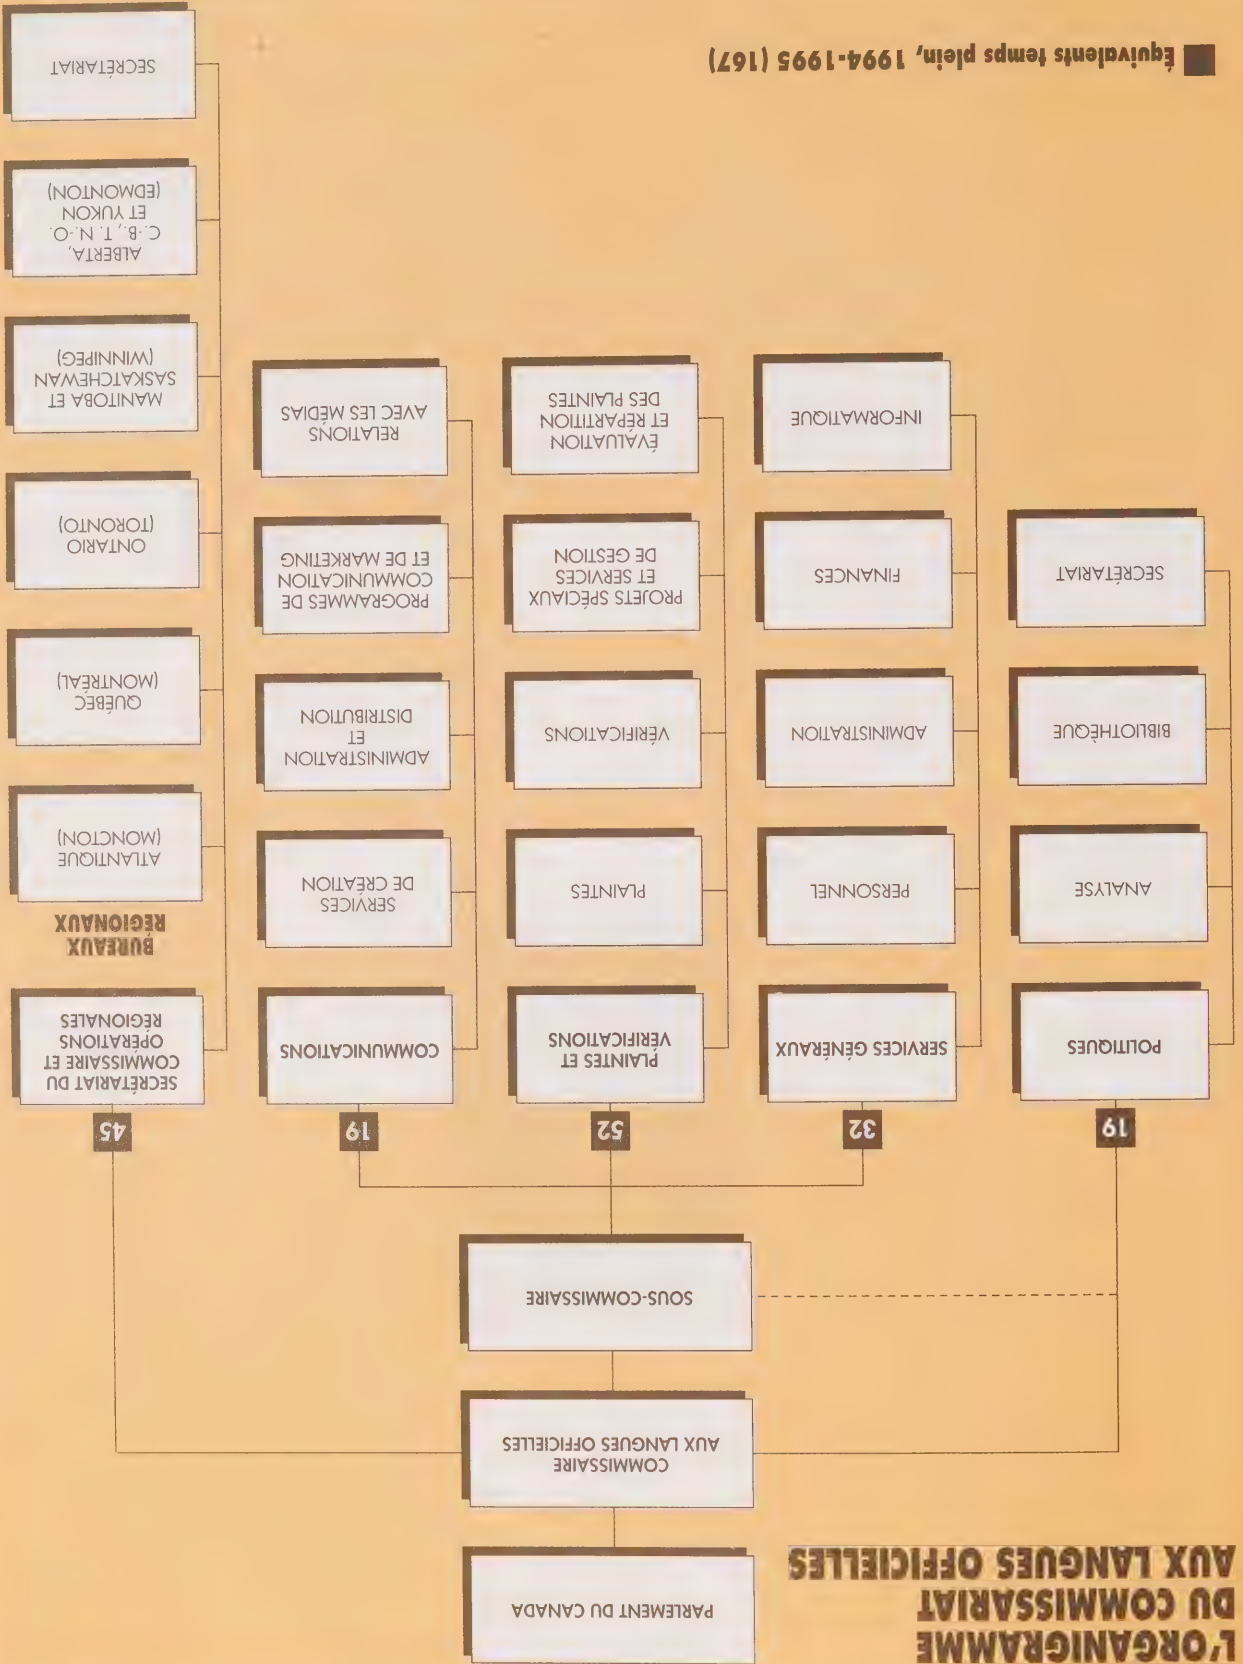 L'ORGANIGRAMME
DU COMMISSARIAT
AUX LANGUES OFFICIELLES
PARLEMENT DU CANADA
COMMISSAIRE
AUX LANGUES OFFICIELLES
SOUS-COMMISSAIRE
19
POLITIQUES
ANALYSE
BIBLIOTHÈQUE
SECRÉTARIAT
32
SERVICES GÉNÉRAUX
PERSONNEL
ADMINISTRATION
FINANCES
INFORMATIQUE
52
PLAINTES ET
VÉRIFICATIONS
PLAINTES
VÉRIFICATIONS
PROJETS SPÉCIAUX
ET SERVICES
DE GESTION
ÉVALUATION
ET RÉPARTITION
DES PLAINTES
19
COMMUNICATIONS
SERVICES
DE CRÉATION
ADMINISTRATION
ET
DISTRIBUTION
PROGRAMMES DE
COMMUNICATION
ET DE MARKETING
RELATIONS
AVEC LES MÉDIAS
45
SECRÉTARIAT DU
COMMISSAIRE ET
OPÉRATIONS
RÉGIONALES
BUREAUX
RÉGIONAUX
ATLANTIQUE
(MONCTON)
QUÉBEC
(MONTRÉAL)
ONTARIO
(TORONTO)
MANITOBA ET
SASKATCHEWAN
(WINNIPEG)
ALBERTA,
C.-B., T. N.-O.
ET YUKON
(EDMONTON)
SECRÉTARIAT
Équivalents temps plein, 1994-1995 (167)